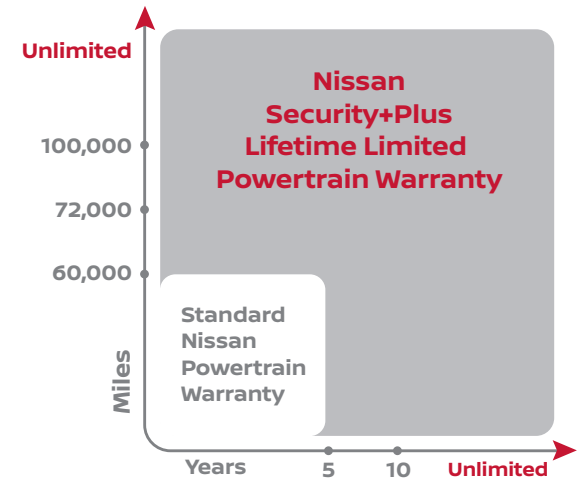 Unlimited
Nissan
Security+Plus
Lifetime Limited
Powertrain Warranty
100,000
72,000
60,000
Standard
Nissan
Powertrain
Warranty
Miles
Years
5
10
Unlimited